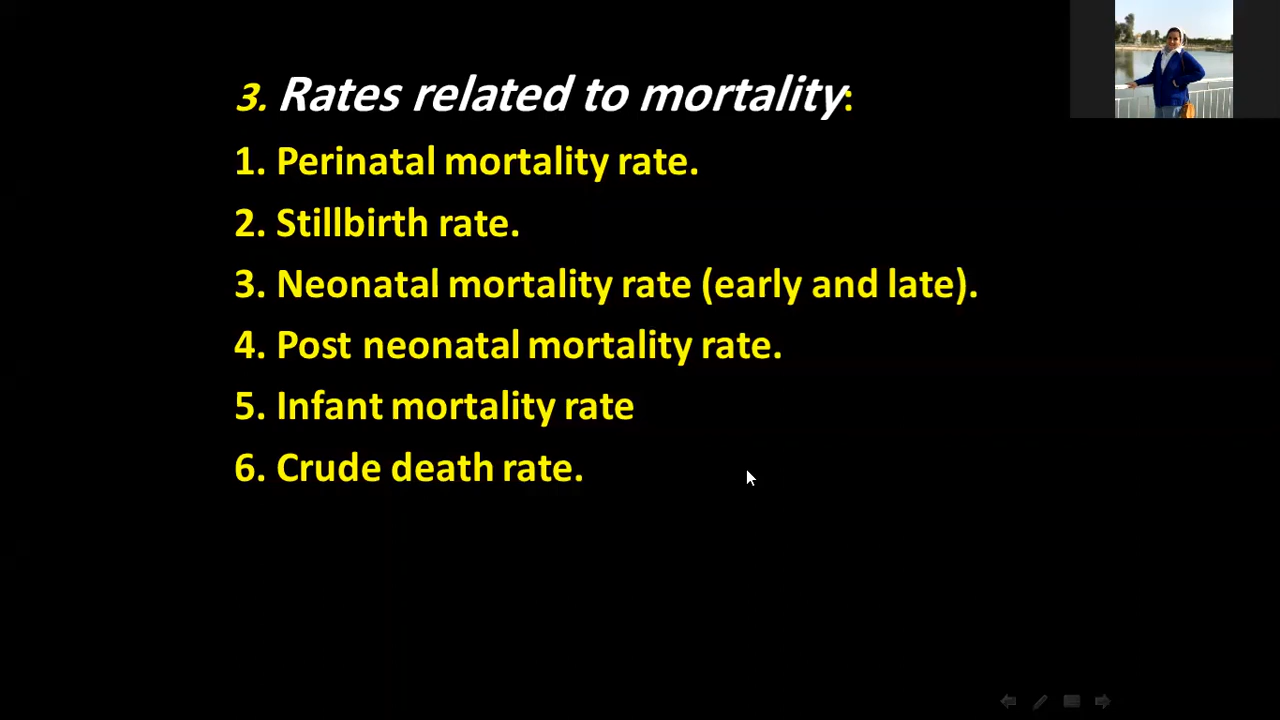 3. Rates related to mortality:
1. Perinatal mortality rate.
2. Stillbirth rate.
3. Neonatal mortality rate (early and late).
4. Post neonatal mortality rate.
5. Infant mortality rate
6. Crude death rate.